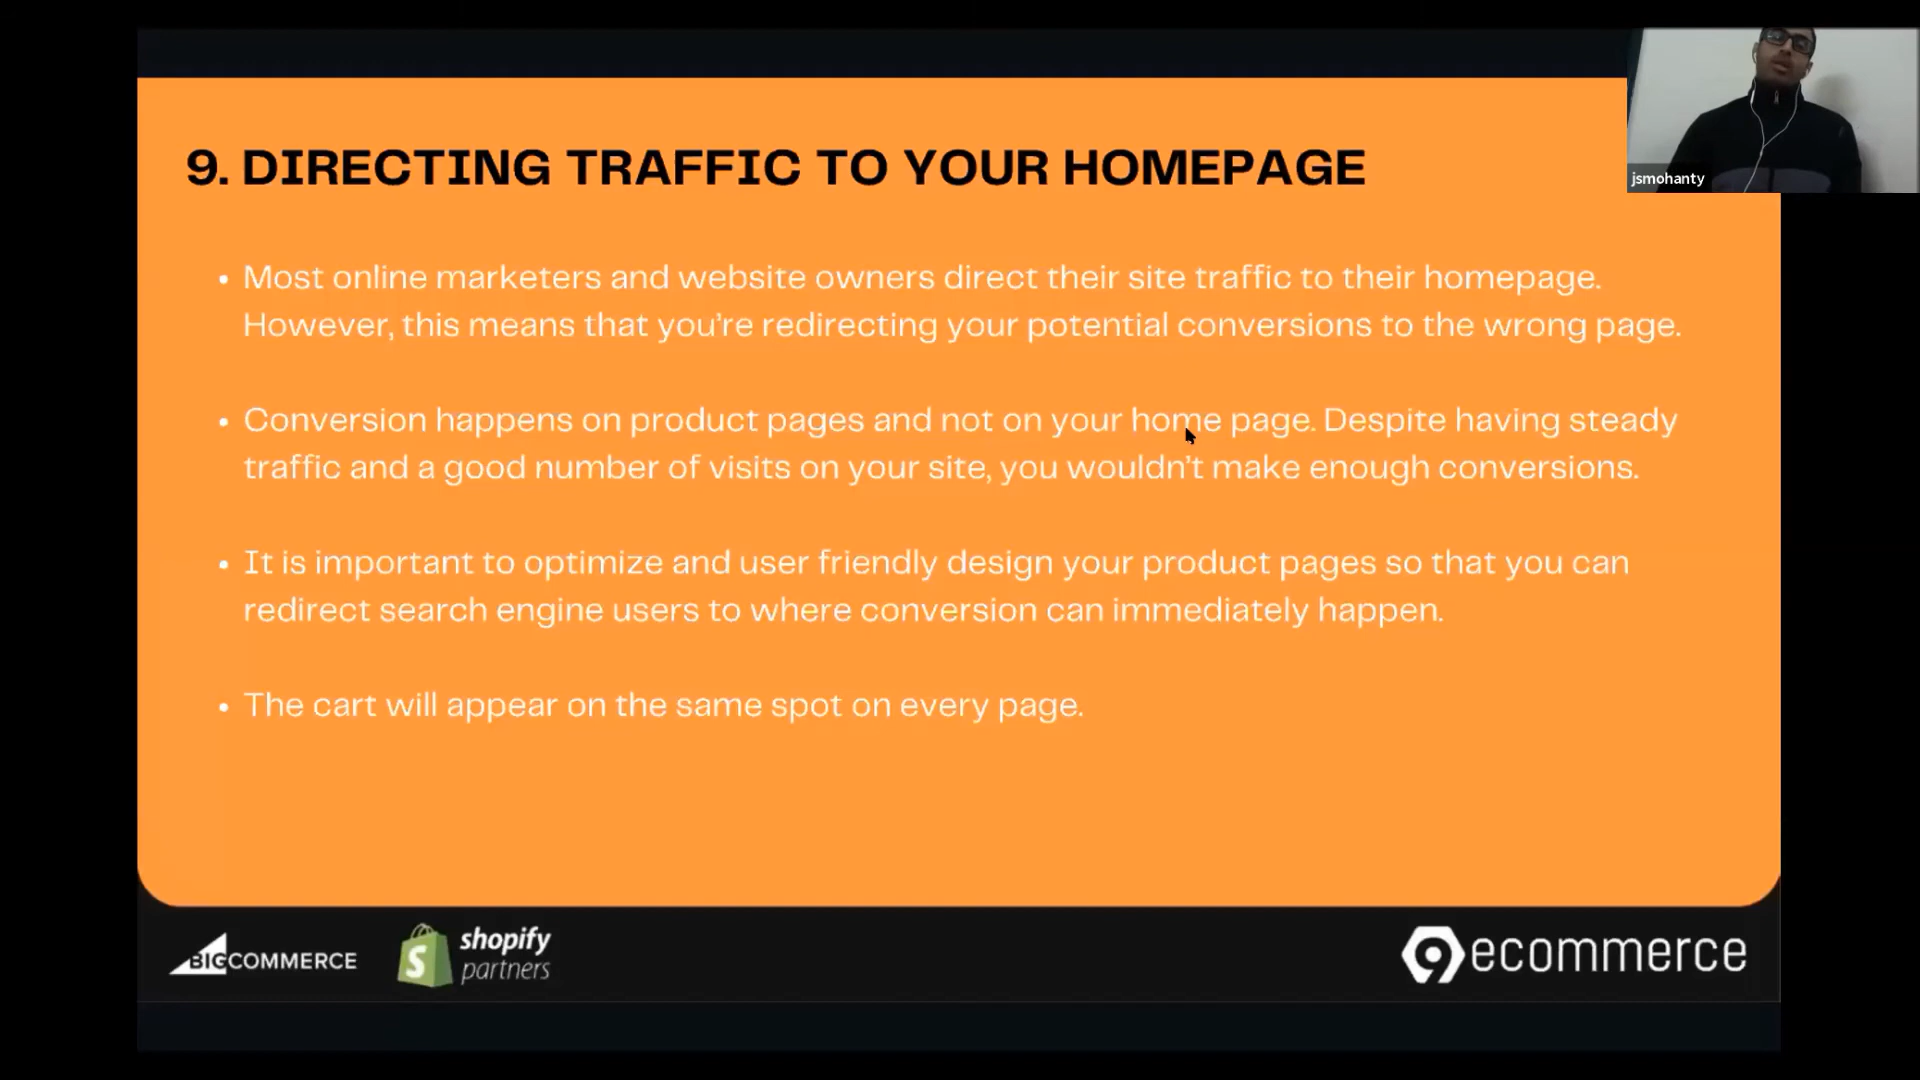 9. DIRECTING TRAFFIC TO YOUR HOMEPAGE
jsmohanty
• Most online marketers and website owners direct their site traffic to their homepage.
However, this means that you're redirecting your potential conversions to the wrong page.
• Conversion happens on product pages and not on your home page. Despite having steady
traffic and a good number of visits on your site, you wouldn't make enough conversions.
• It is important to optimize and user friendly design your product pages so that you can
redirect search engine users to where conversion can immediately happen.
• The cart will appear on the same spot on every page.
BIGCOMMERCE
shopify
partners
9ecommerce